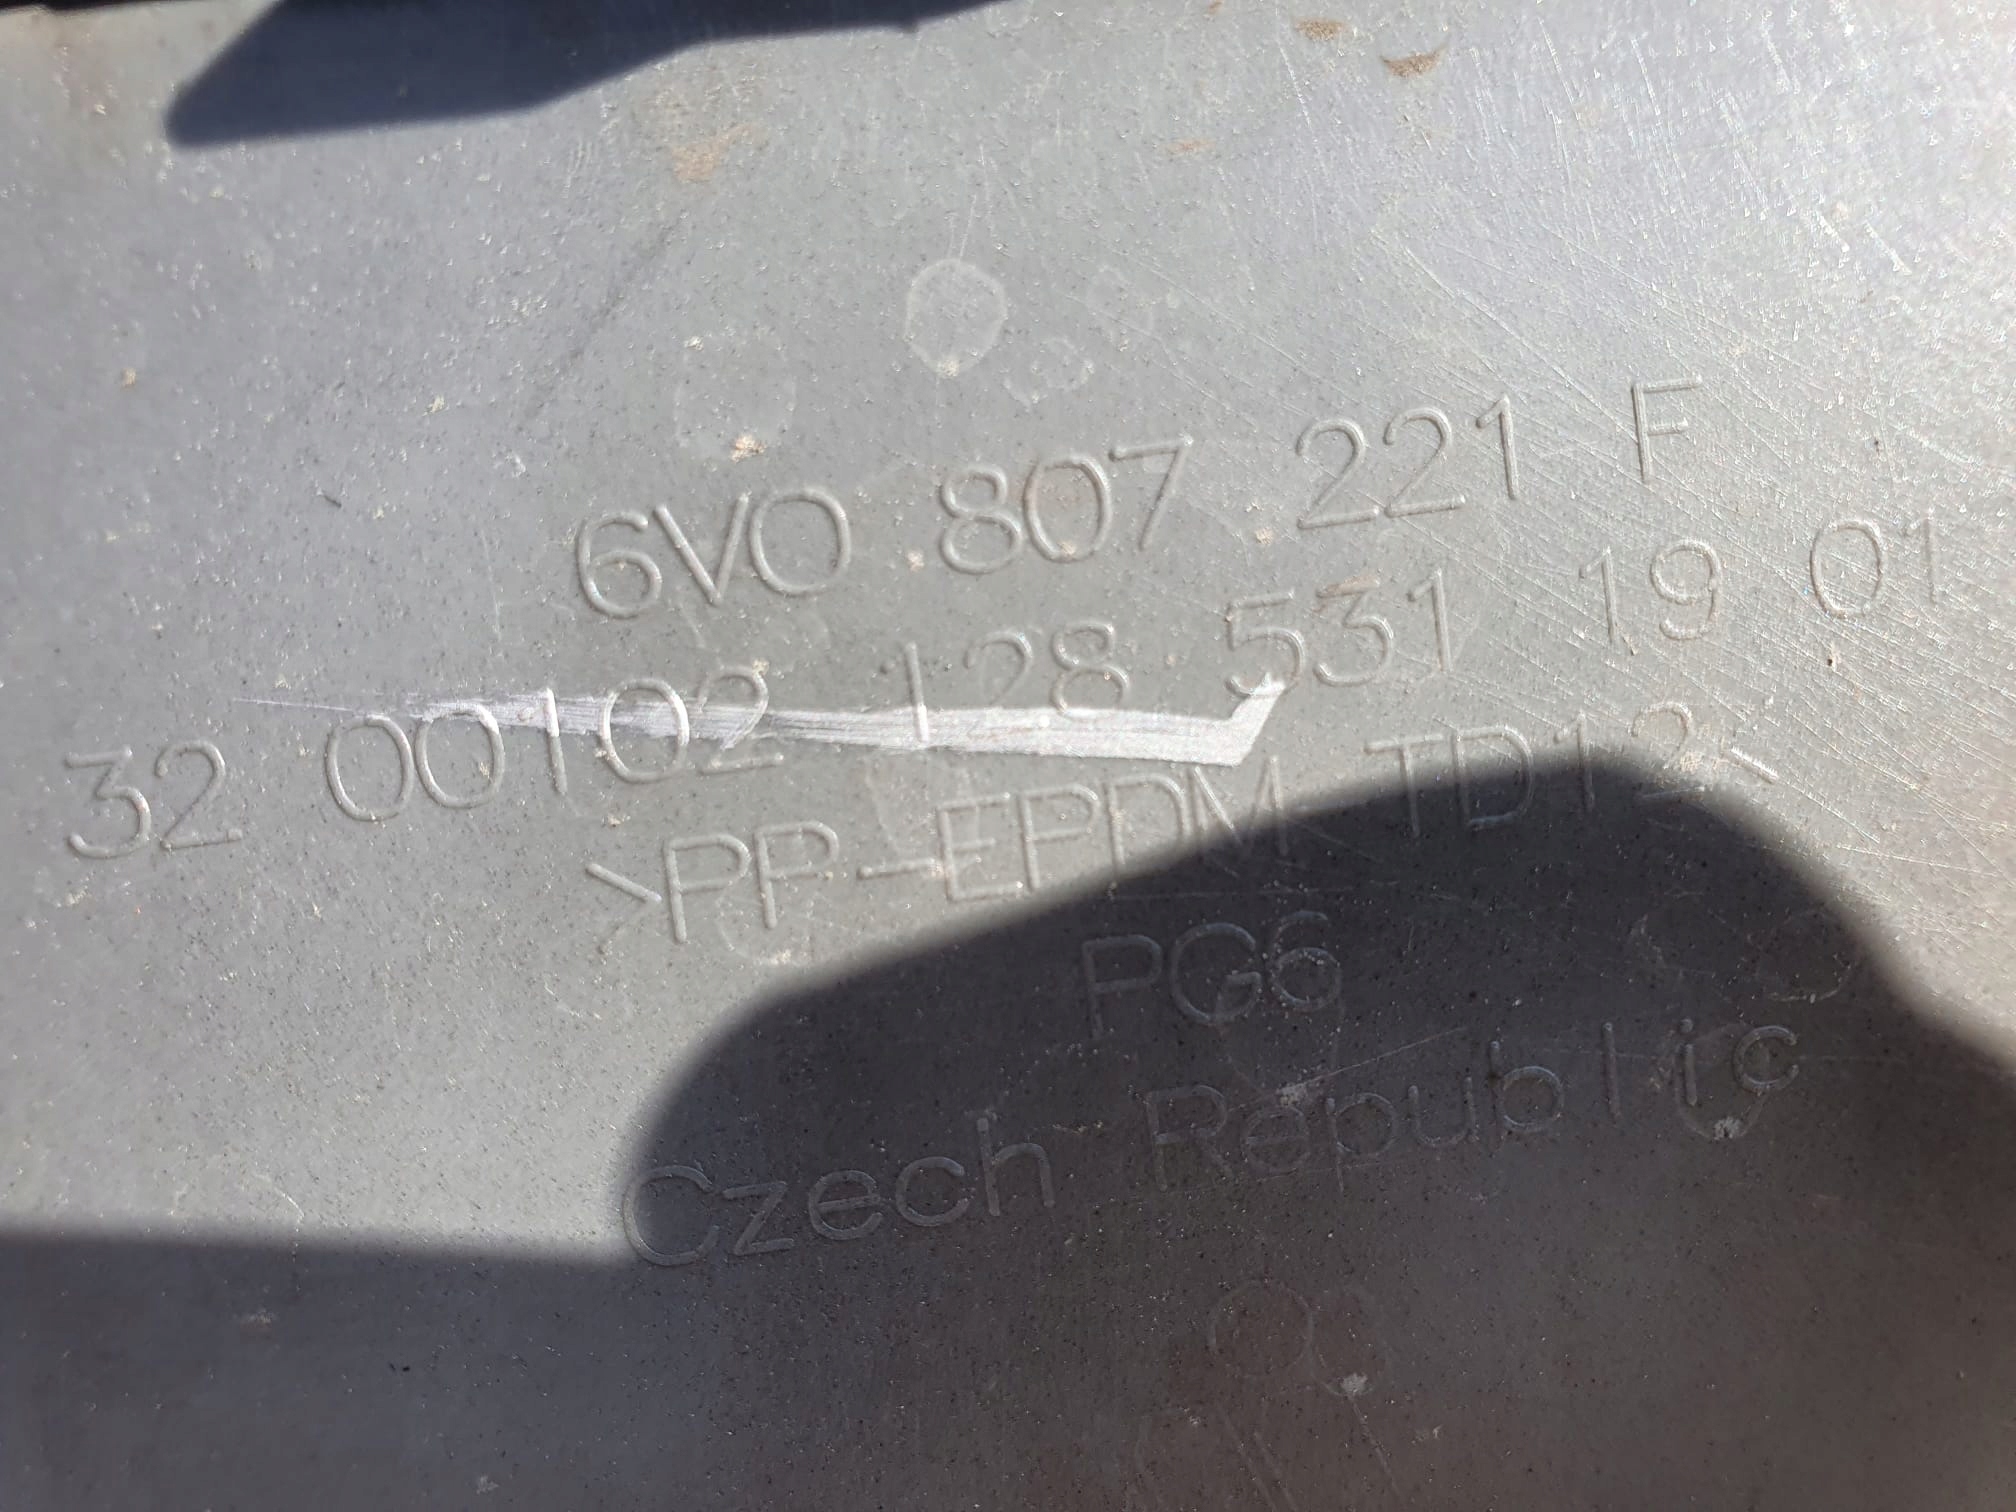 6V0 807 221 F
32 00102 128 531 19 01
>PP-EPDM-TD12<
PG6
Czech Republic